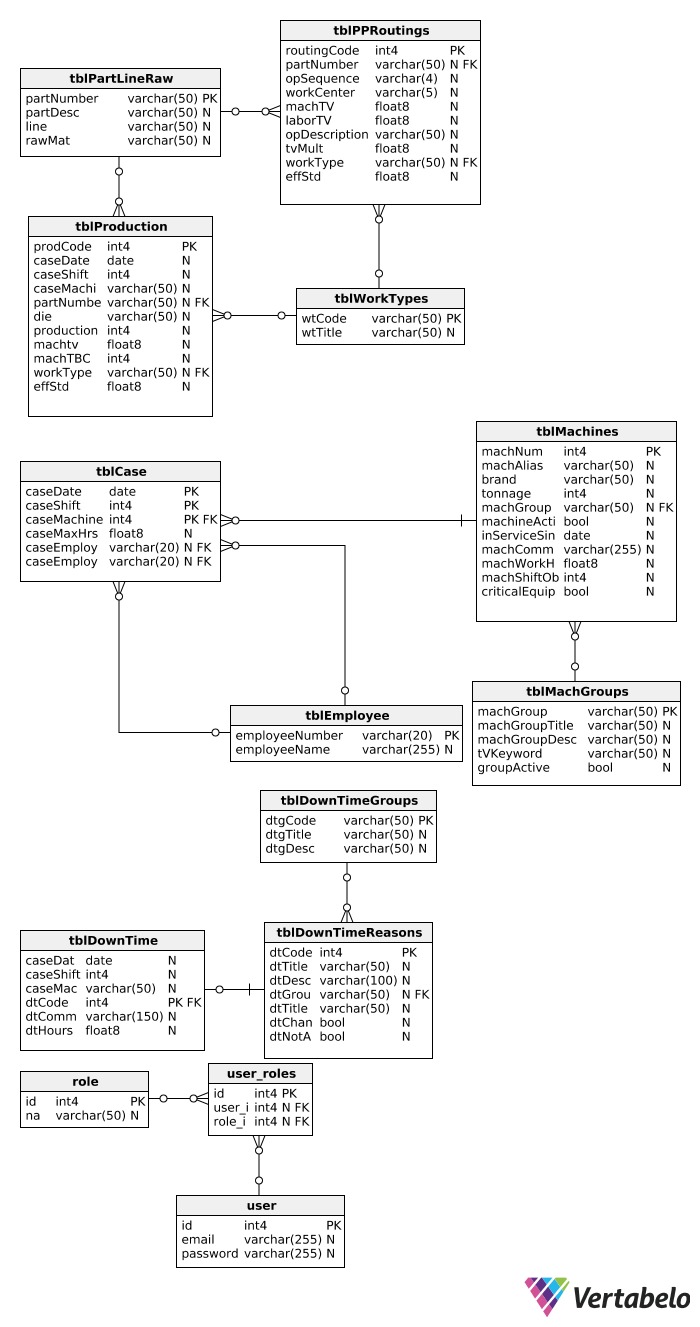 tblPPRoutings
routingCode int4 PK
partNumber varchar(50) N FK
opSequence varchar(4) N
workCenter varchar(5) N
machTV float8 N
laborTV float8 N
opDescription varchar(50) N
tvMult float8 N
workType varchar(50) N FK
effStd float8 N
tblPartLineRaw
partNumber varchar(50) PK
partDesc varchar(50) N
line varchar(50) N
rawMat varchar(50) N
tblProduction
prodCode int4 PK
caseDate date N
caseShift int4 N
caseMachi varchar(50) N
partNumbe varchar(50) N FK
die varchar(50) N
production int4 N
machtv float8 N
machTBC int4 N
workType varchar(50) N FK
effStd float8 N
tblWorkTypes
wtCode varchar(50) PK
wtTitle varchar(50) N
tblMachines
machNum int4 PK
machAlias varchar(50) N
brand varchar(50) N
tonnage int4 N
machGroup varchar(50) N FK
machineActi bool N
inServiceSin date N
machComm varchar(255) N
machWorkH float8 N
machShiftOb int4 N
criticalEquip bool N
tblCase
caseDate date PK
caseShift int4 PK
caseMachine int4 PK FK
caseMaxHrs float8 N
caseEmploy varchar(20) N FK
caseEmploy varchar(20) N FK
tblMachGroups
machGroup varchar(50) PK
machGroupTitle varchar(50) N
machGroupDesc varchar(50) N
tVKeyword varchar(50) N
groupActive bool N
tblEmployee
employeeNumber varchar(20) PK
employeeName varchar(255) N
tblDownTimeGroups
dtgCode varchar(50) PK
dtgTitle varchar(50) N
dtgDesc varchar(50) N
tblDownTimeReasons
dtCode int4 PK
dtTitle varchar(50) N
dtDesc varchar(100) N
dtGrou varchar(50) N FK
dtTitle varchar(50) N
dtChan bool N
dtNotA bool N
tblDownTime
caseDat date N
caseShift int4 N
caseMac varchar(50) N
dtCode int4 PK FK
dtComm varchar(150) N
dtHours float8 N
role
id int4 PK
na varchar(50) N
user_roles
id int4 PK
user_i int4 N FK
role_i int4 N FK
user
id int4 PK
email varchar(255) N
password varchar(255) N
Vertabelo